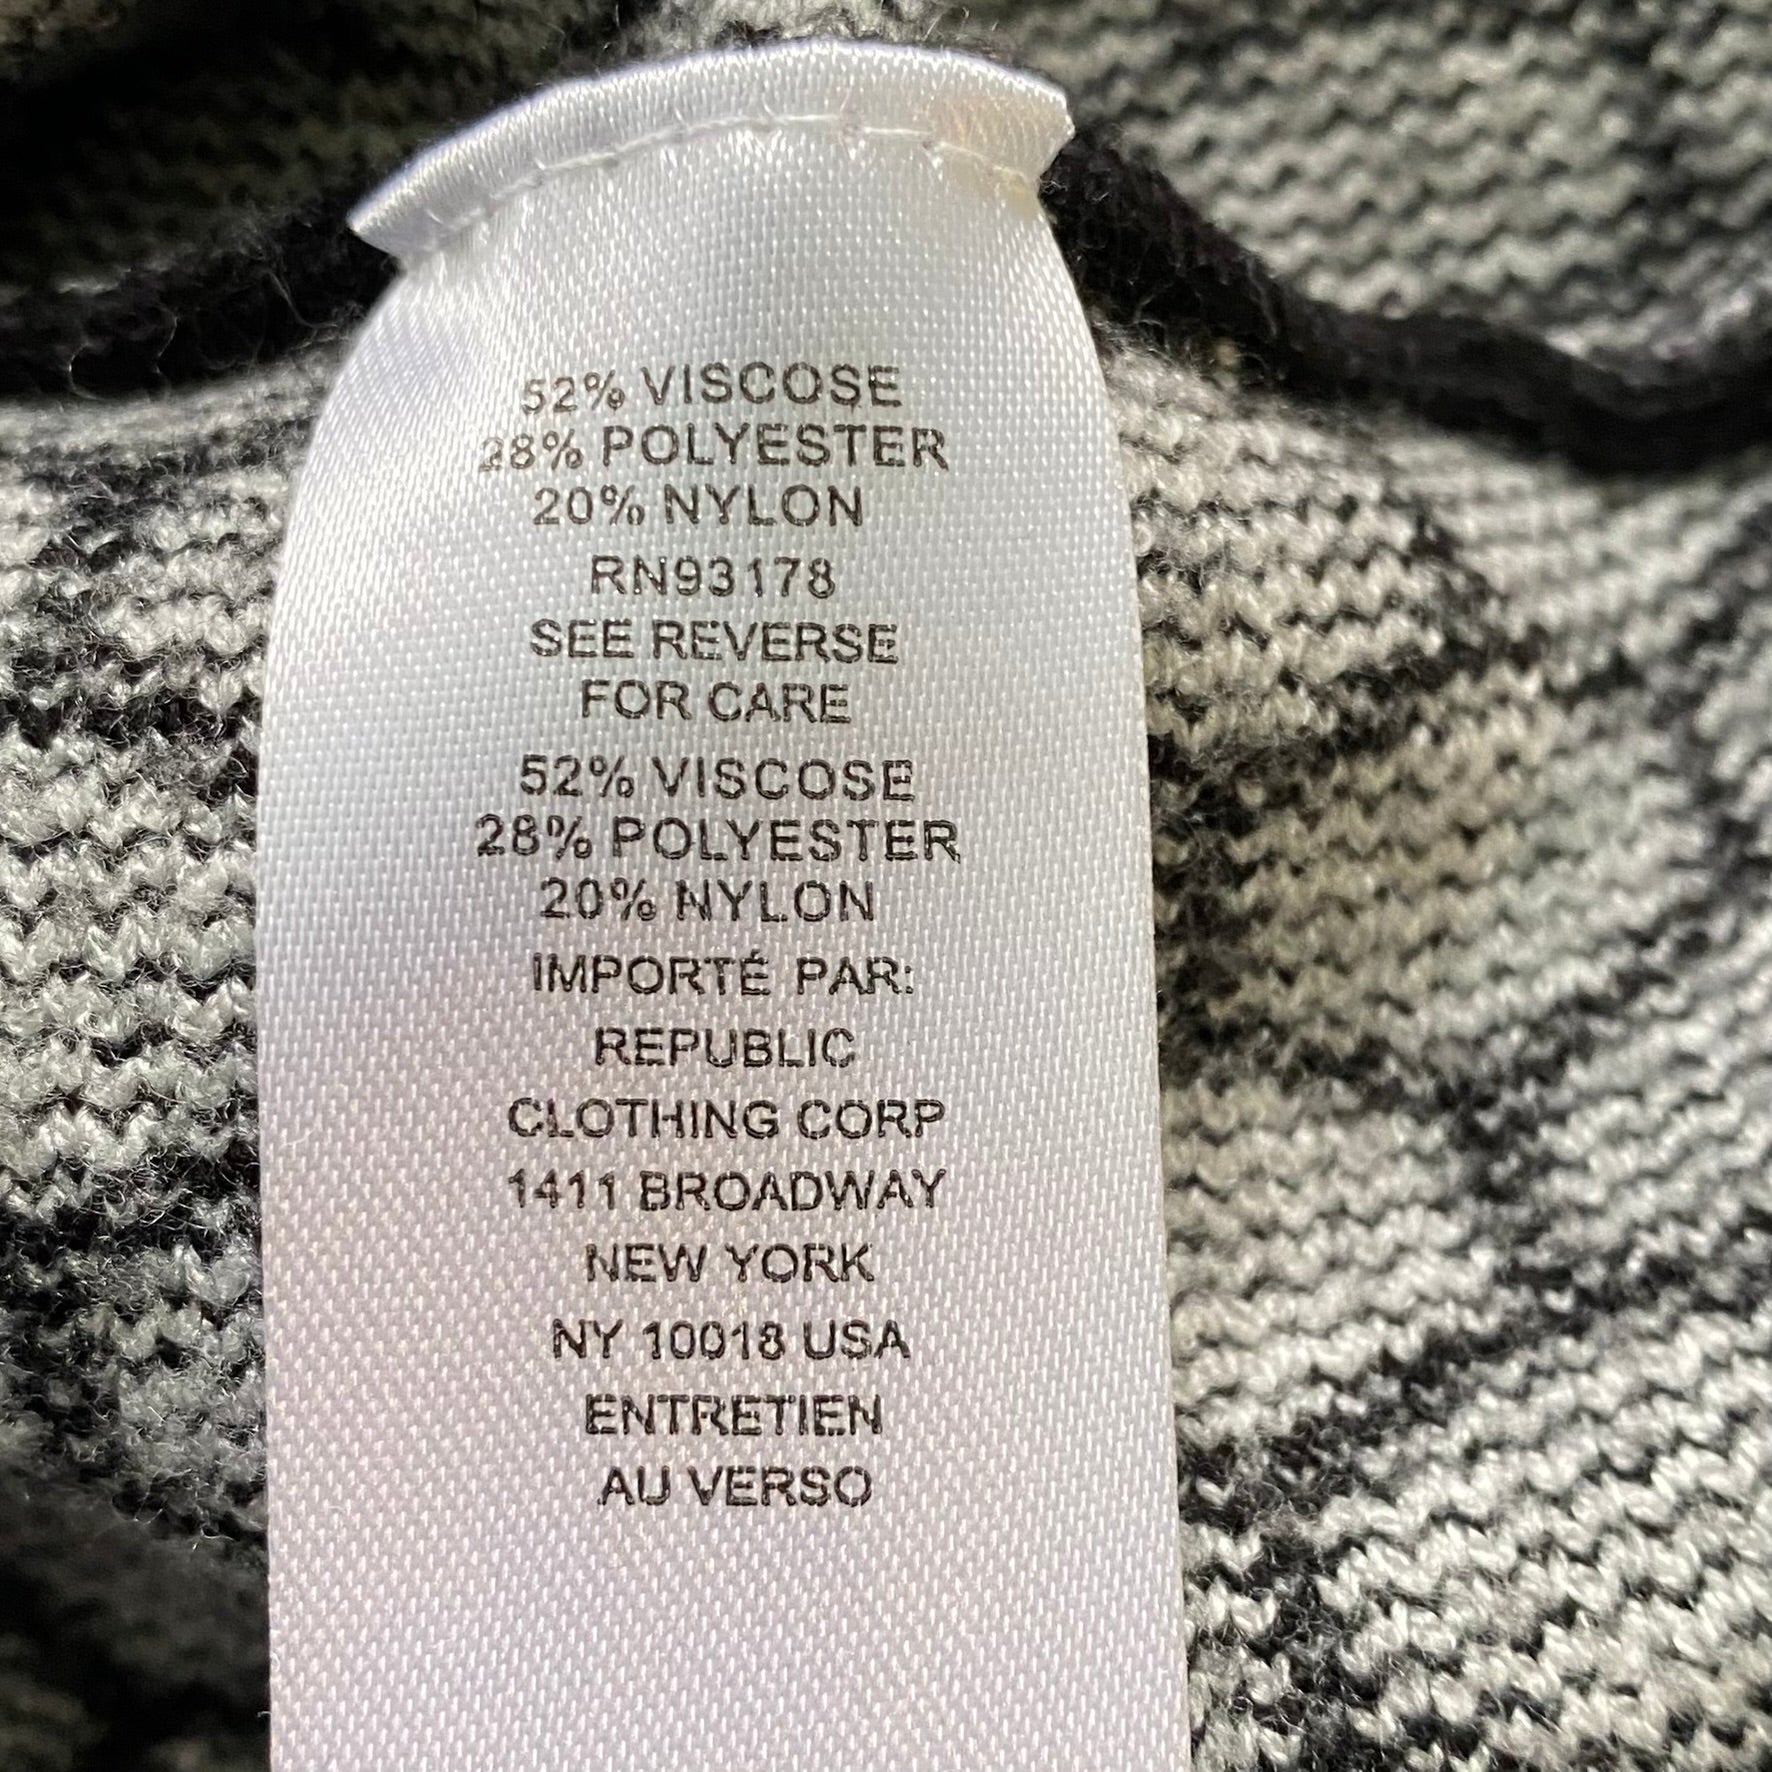 52% VISCOSE
28% POLYESTER
20% NYLON
RN93178
SEE REVERSE
FOR CARE
52% VISCOSE
28% POLYESTER
20% NYLON
IMPORTÉ PAR:
REPUBLIC
CLOTHING CORP
1411 BROADWAY
NEW YORK
NY 10018 USA
ENTRETIEN
AU VERSO